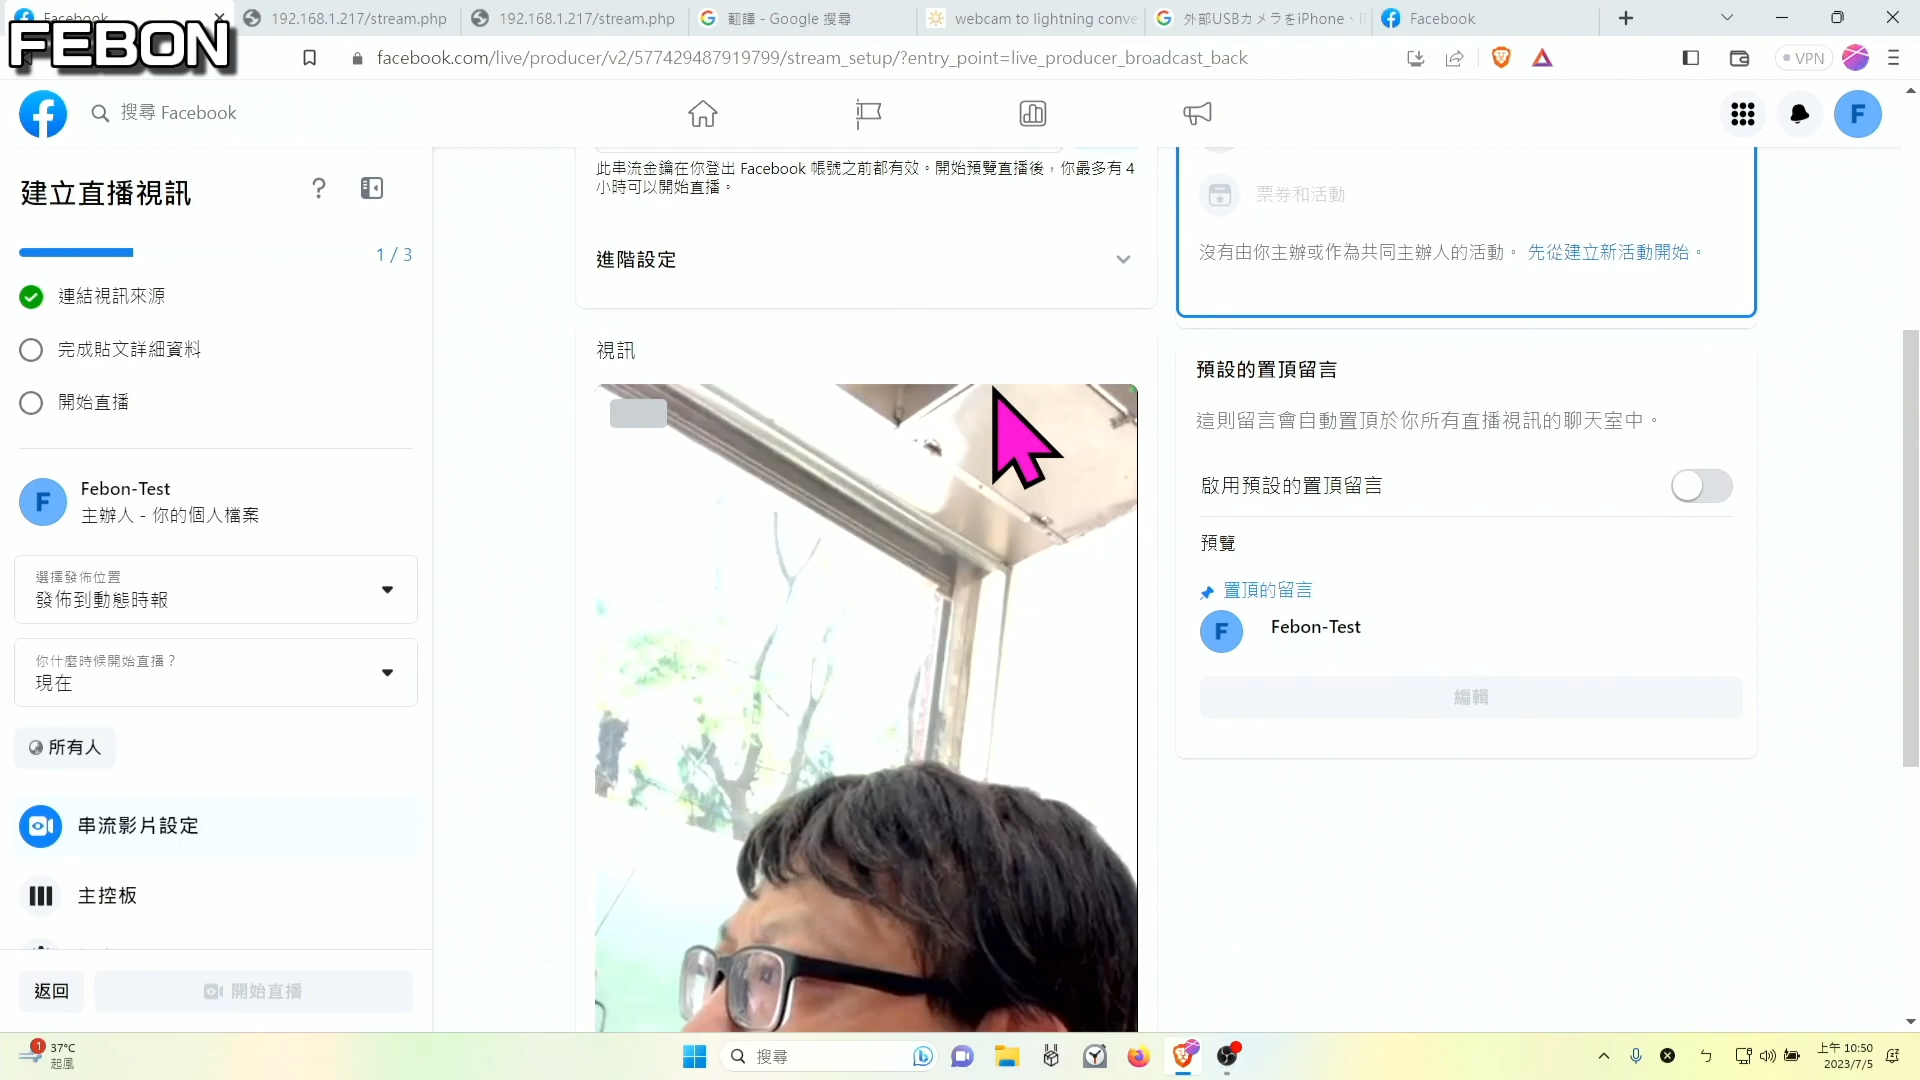 Facebook
192.168.1.217/stream.php
192.168.1.217/stream.php
翻譯 - Google 搜尋
webcam to lightning conve
外部USBカメラをiPhone、i
Facebook
FEBON
facebook.com/live/producer/v2/577429487919799/stream_setup/?entry_point=live_producer_broadcast_back
VPN
搜尋 Facebook
F
建立直播視訊
1 / 3
連結視訊來源
完成貼文詳細資料
開始直播
F
Febon-Test
主辦人 - 你的個人檔案
選擇發佈位置
發佈到動態時報
你什麼時候開始直播？
現在
所有人
串流影片設定
主控板
返回
開始直播
此串流金鑰在你登出 Facebook 帳號之前都有效。開始預覽直播後，你最多有 4
小時可以開始直播。
進階設定
視訊
票券和活動
沒有由你主辦或作為共同主辦人的活動。 先從建立新活動開始。
預設的置頂留言
這則留言會自動置頂於你所有直播視訊的聊天室中。
啟用預設的置頂留言
預覽
置頂的留言
F
Febon-Test
編輯
1
37°C
起風
搜尋
ㄅ
上午 10:50
2023/7/5